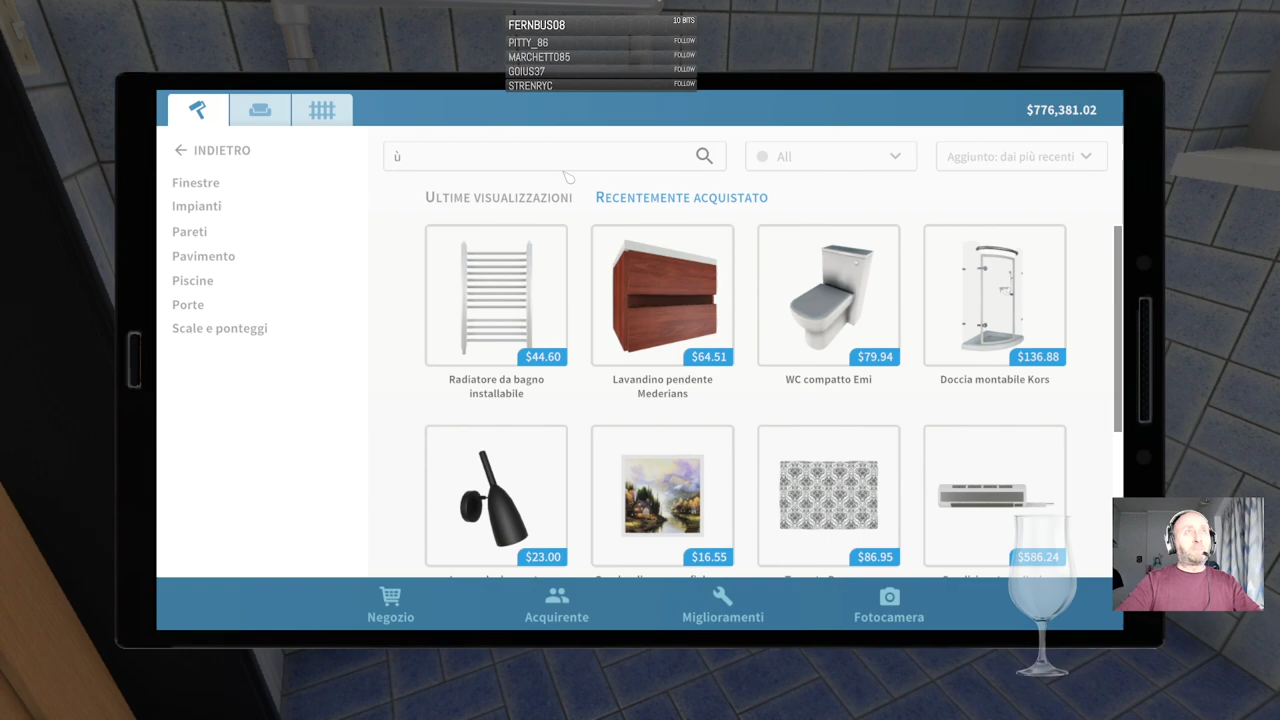 FERNBUS08 10 BITS
PITTY_86 FOLLOW
MARCHETTO85 FOLLOW
GOIUS37 FOLLOW
STRENRYC FOLLOW
$776,381.02
INDIETRO
Finestre
Impianti
Pareti
Pavimento
Piscine
Porte
Scale e ponteggi
ù
All
Aggiunto: dai più recenti
ULTIME VISUALIZZAZIONI RECENTEMENTE ACQUISTATO
$44.60 $64.51 $79.94 $136.88
Radiatore da bagno installabile
Lavandino pendente Mederians
WC compatto Emi
Doccia montabile Kors
$23.00 $16.55 $86.95 $586.24
Negozio Acquirente Miglioramenti Fotocamera